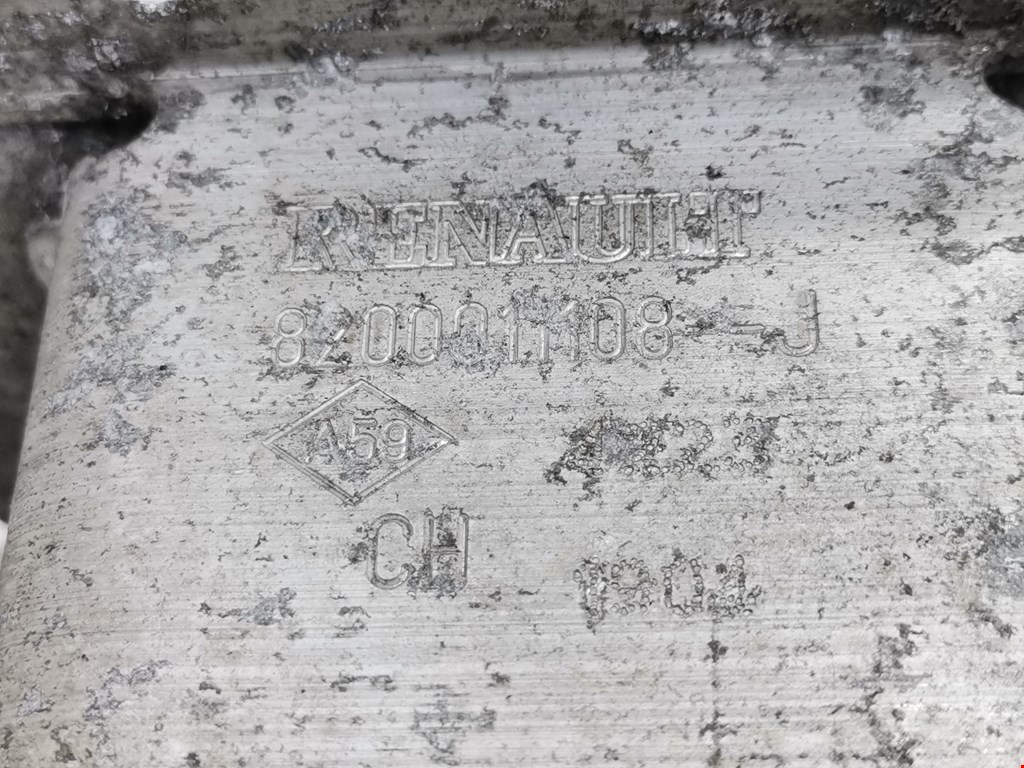 RENAULT
8200011108--J
A59
CH